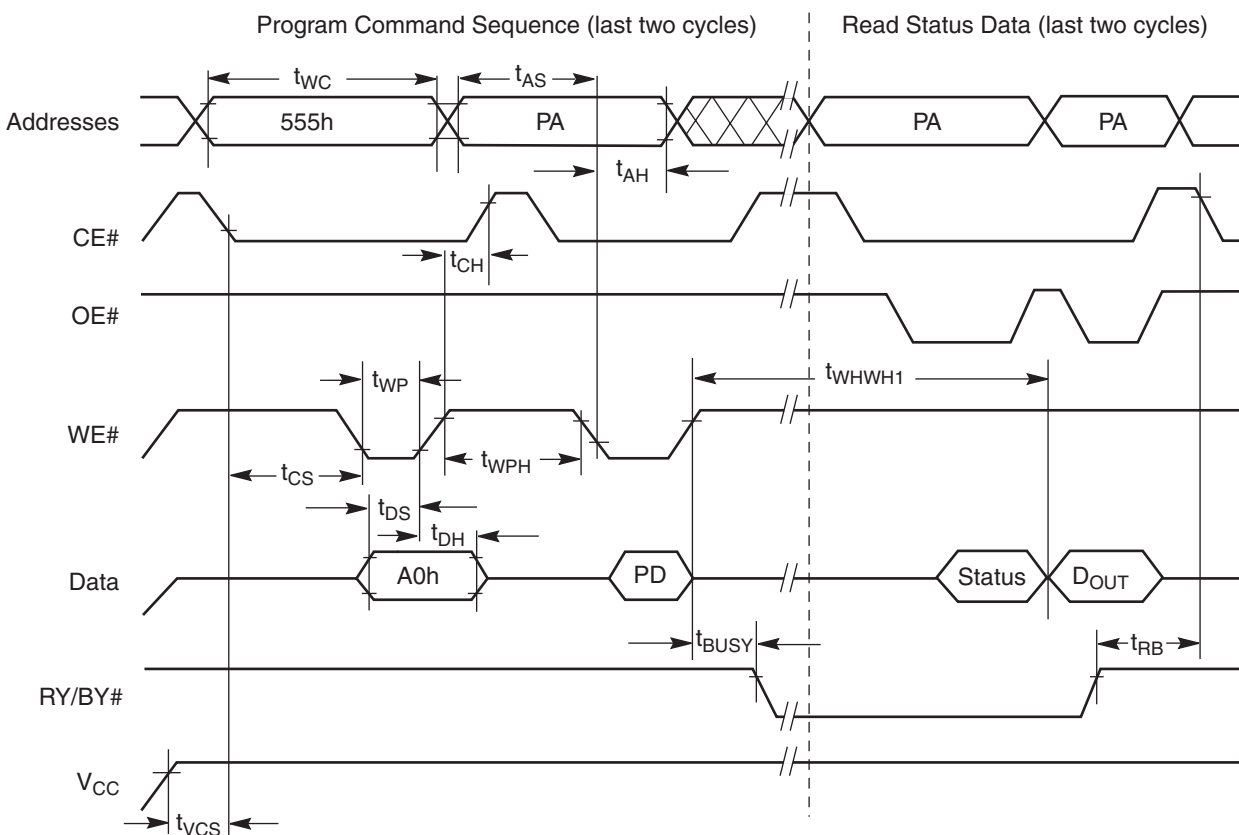 Program Command Sequence (last two cycles) Read Status Data (last two cycles)
tWC tAS
Addresses 555h PA PA PA
tAH
CE#
tCH
OE#
tWP tWHWH1
WE#
tCS tWPH
tDS
tDH
Data A0h PD Status DOUT
tBUSY tRB
RY/BY#
VCC
tVCS